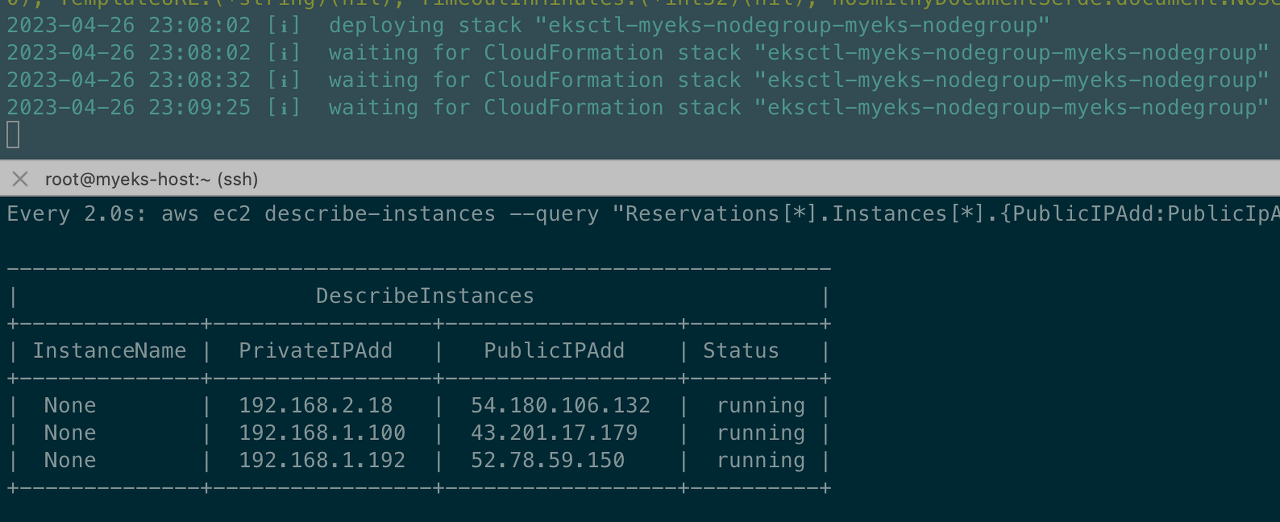 0), TemplateURL:(*string)(nil), TimeoutInMinutes:(*int32)(nil), noSmithyDocumentSerde:document.NoSe
2023-04-26 23:08:02 [ℹ]  deploying stack "eksctl-myeks-nodegroup-myeks-nodegroup"
2023-04-26 23:08:02 [ℹ]  waiting for CloudFormation stack "eksctl-myeks-nodegroup-myeks-nodegroup"
2023-04-26 23:08:32 [ℹ]  waiting for CloudFormation stack "eksctl-myeks-nodegroup-myeks-nodegroup"
2023-04-26 23:09:25 [ℹ]  waiting for CloudFormation stack "eksctl-myeks-nodegroup-myeks-nodegroup"
root@myeks-host:~ (ssh)
Every 2.0s: aws ec2 describe-instances --query "Reservations[*].Instances[*].{PublicIPAdd:PublicIpA
------------------------------------------------------------
|                        DescribeInstances                        |
+--------------+-----------------+------------------+----------+
| InstanceName |  PrivateIPAdd   |   PublicIPAdd    | Status   |
+--------------+-----------------+------------------+----------+
|  None        |  192.168.2.18   |  54.180.106.132  |  running |
|  None        |  192.168.1.100  |  43.201.17.179   |  running |
|  None        |  192.168.1.192  |  52.78.59.150    |  running |
+--------------+-----------------+------------------+----------+